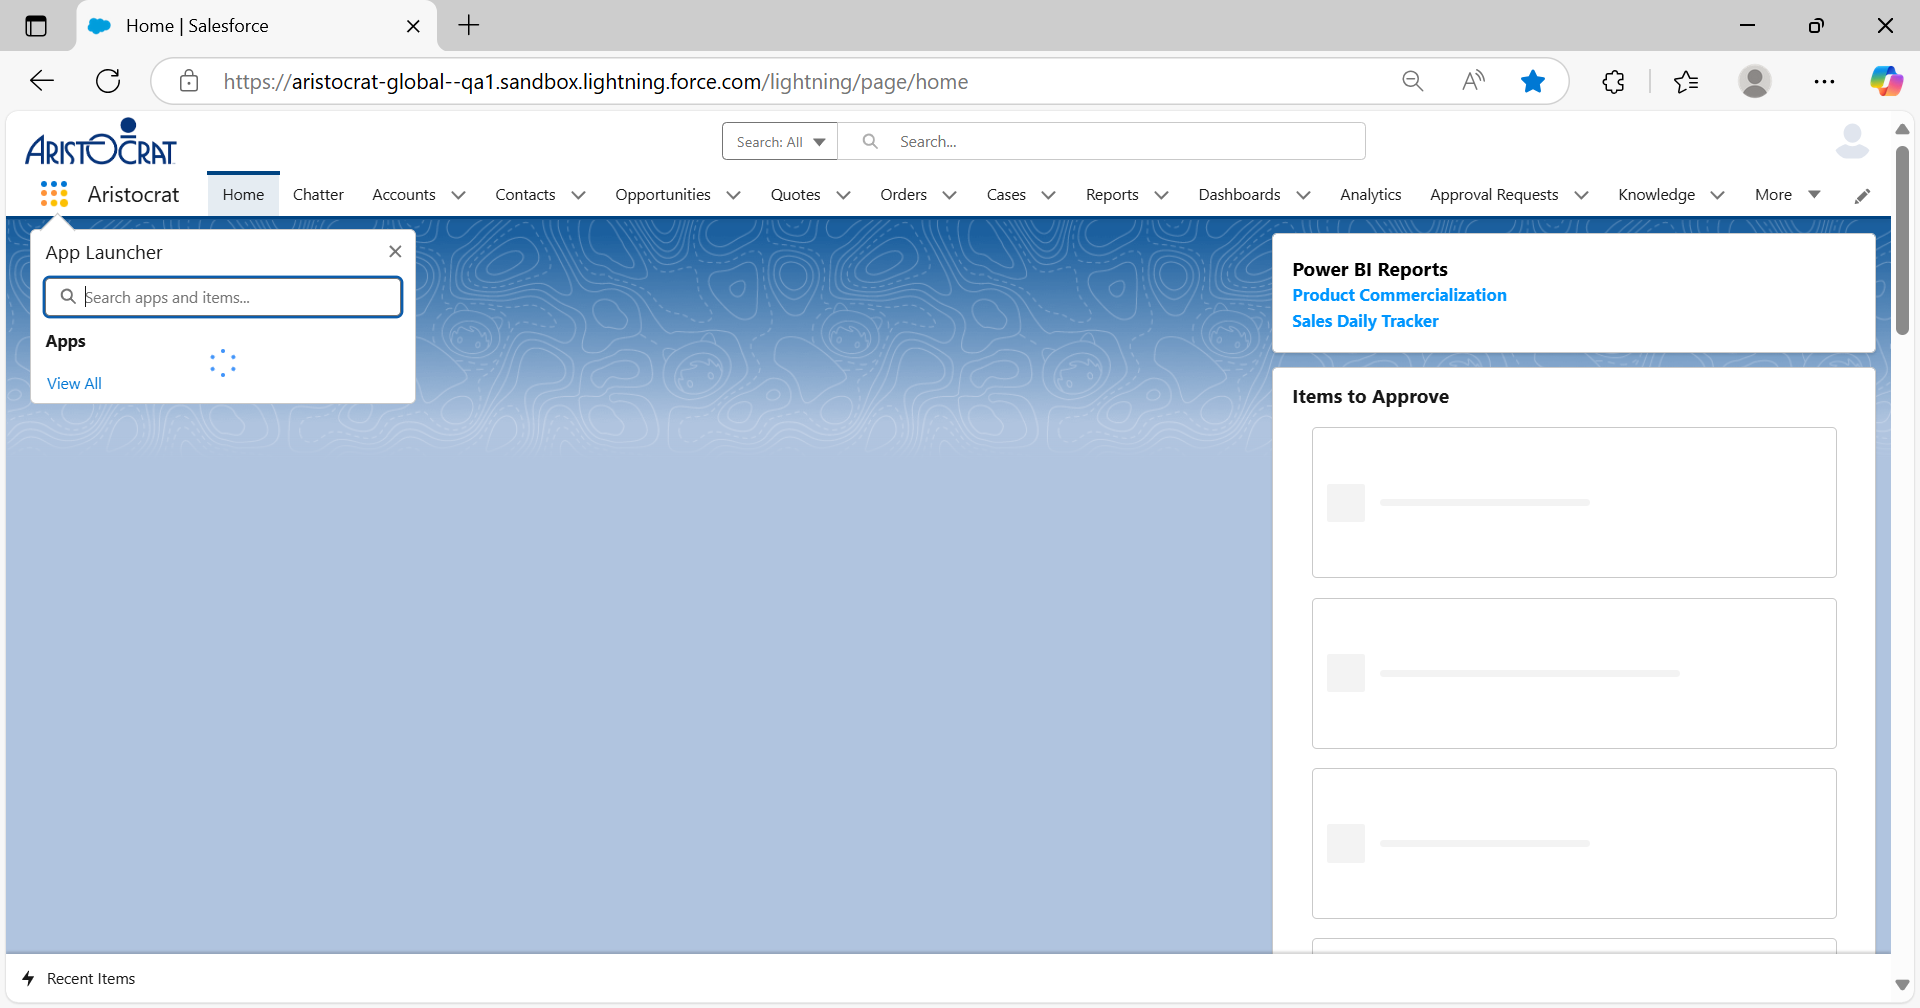 Home | Salesforce
https://aristocrat-global--qa1.sandbox.lightning.force.com/lightning/page/home
ARISTOCRAT
Search: All
Search...
Aristocrat
Home
Chatter
Accounts
Contacts
Opportunities
Quotes
Orders
Cases
Reports
Dashboards
Analytics
Approval Requests
Knowledge
More
App Launcher
Search apps and items...
Apps
View All
Power BI Reports
Product Commercialization
Sales Daily Tracker
Items to Approve
Recent Items